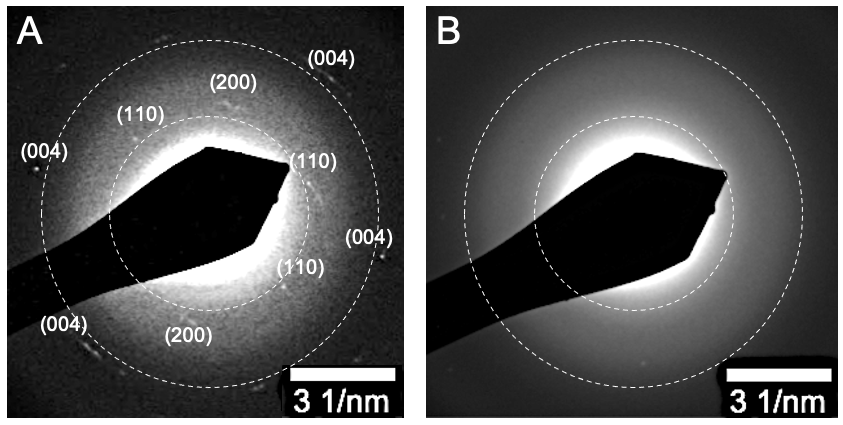 A
(004)
(200)
(110)
(004)
(110)
(004)
(110)
(004)
(200)
3 1/nm
B
3 1/nm